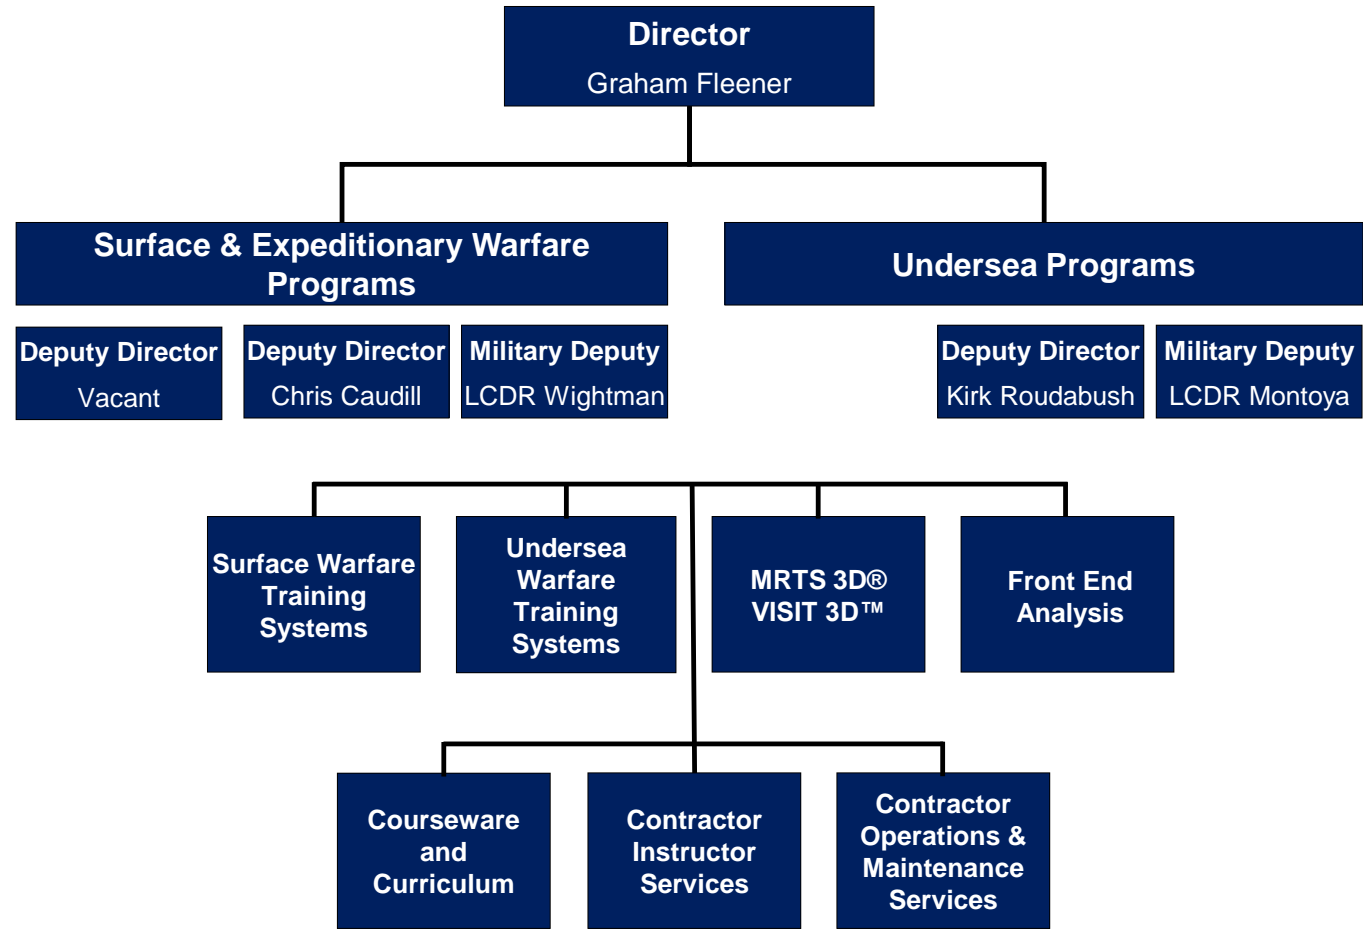 Director
Graham Fleener
Surface & Expeditionary Warfare
Programs
Undersea Programs
Deputy Director
Vacant
Deputy Director
Chris Caudill
Military Deputy
LCDR Wightman
Deputy Director
Kirk Roudabush
Military Deputy
LCDR Montoya
Surface Warfare
Training
Systems
Undersea
Warfare
Training
Systems
MRTS 3D®
VISIT 3D™
Front End
Analysis
Courseware
and
Curriculum
Contractor
Instructor
Services
Contractor
Operations &
Maintenance
Services